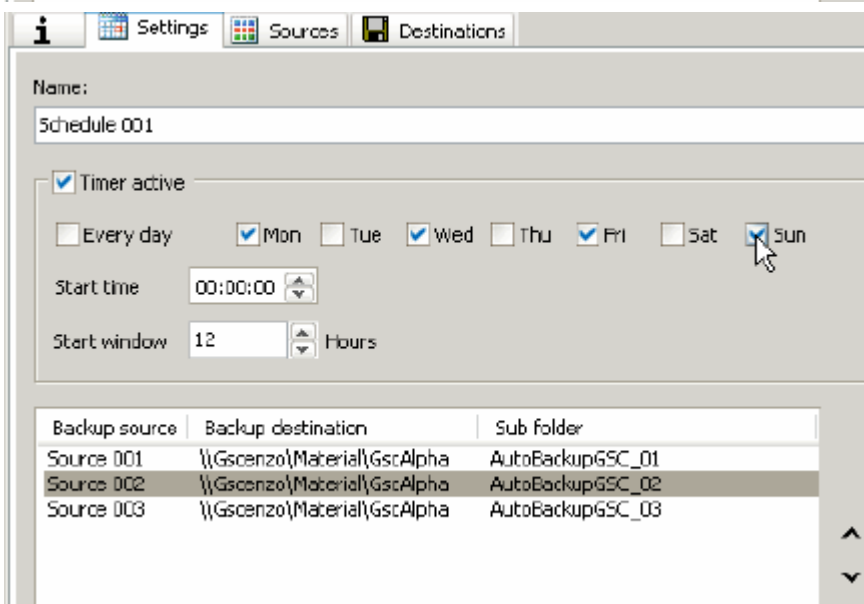 i Settings Sources Destinations
Name:
Schedule 001
Timer active
Every day Mon Tue Wed Thu Fri Sat Sun
Start time 00:00:00
Start window 12 Hours
Backup source Backup destination Sub folder
Source 001 \\Gscenzo\Material\GscAlpha AutoBackupGSC_01
Source 002 \\Gscenzo\Material\GscAlpha AutoBackupGSC_02
Source 003 \\Gscenzo\Material\GscAlpha AutoBackupGSC_03